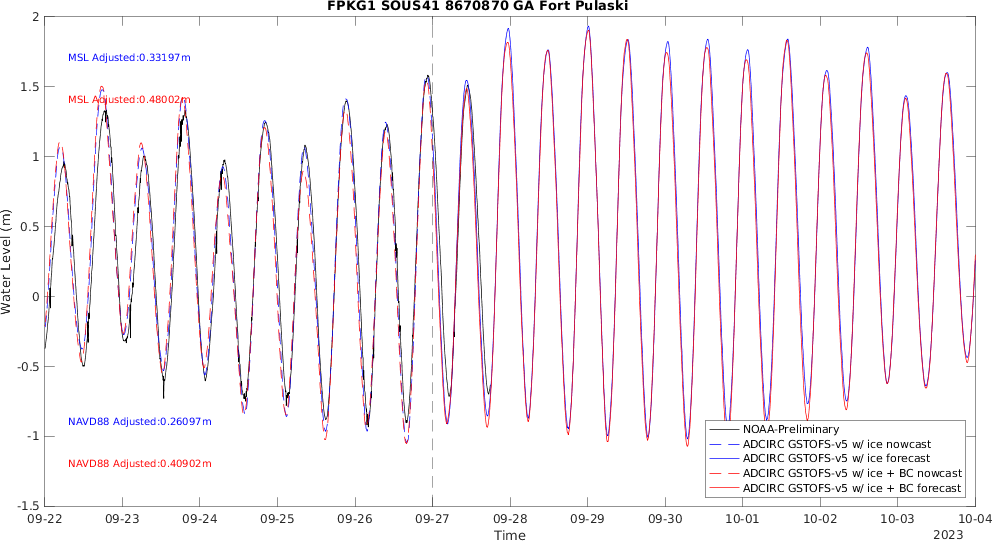 FPKG1 SOUS41 8670870 GA Fort Pulaski
2
1.5
1
0.5
0
-0.5
-1
-1.5
Water Level (m)
MSL Adjusted:0.33197m
MSL Adjusted:0.48002m
NAVD88 Adjusted:0.26097m
NAVD88 Adjusted:0.40902m
NOAA-Preliminary
ADCIRC GSTOFS-v5 w/ ice nowcast
ADCIRC GSTOFS-v5 w/ ice forecast
ADCIRC GSTOFS-v5 w/ ice + BC nowcast
ADCIRC GSTOFS-v5 w/ ice + BC forecast
09-22 09-23 09-24 09-25 09-26 09-27 09-28 09-29 09-30 10-01 10-02 10-03 10-04
Time
2023